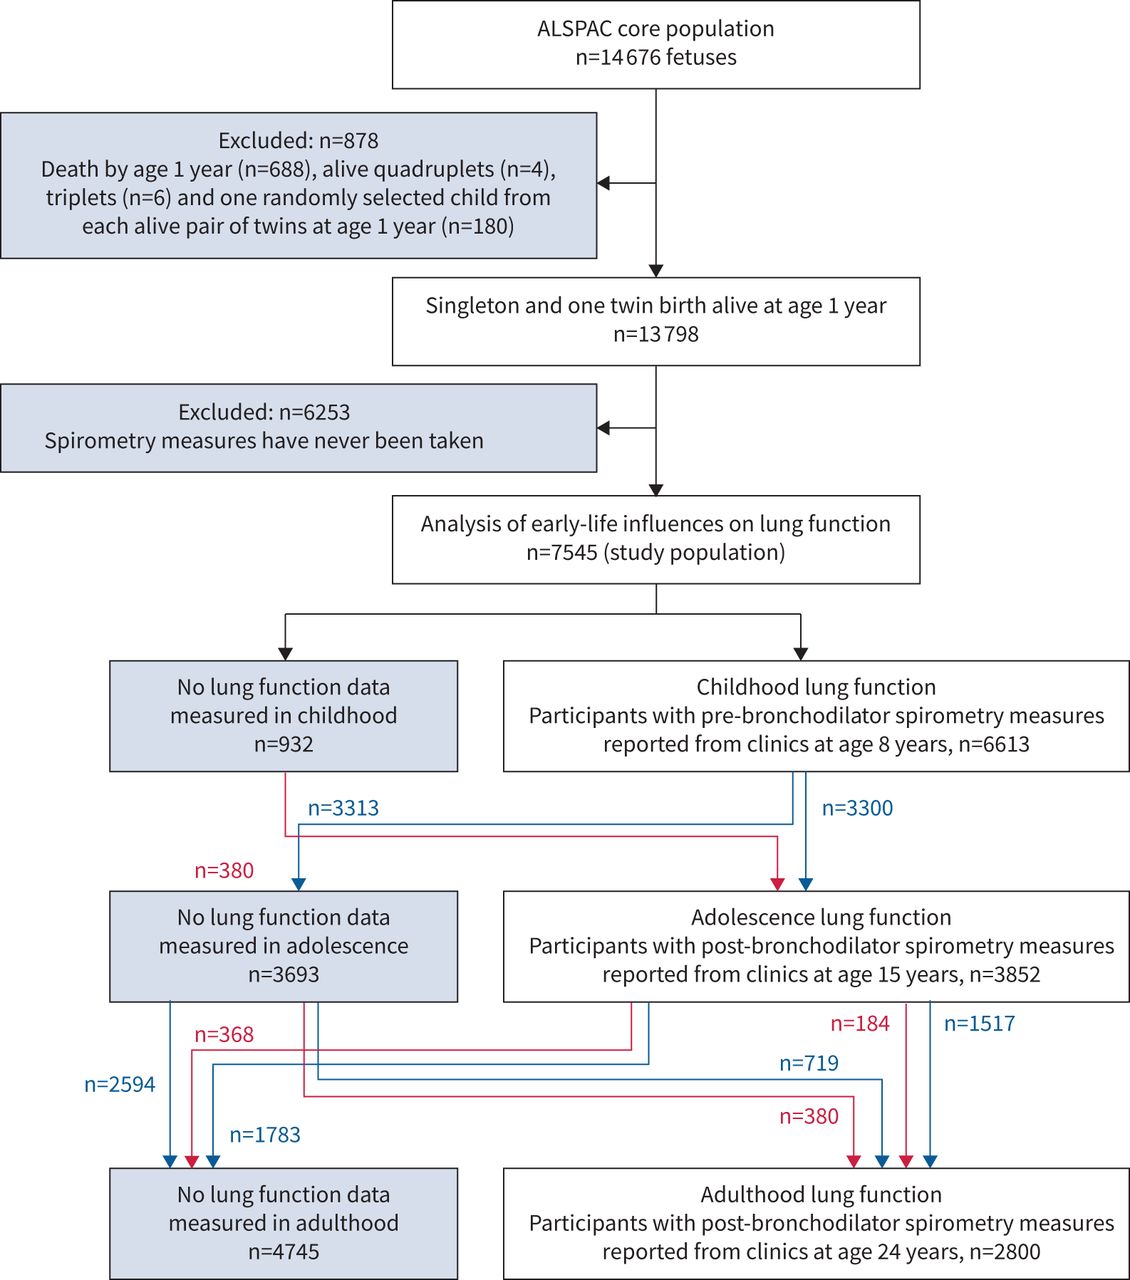 ALSPAC core population
n=14676 fetuses
Excluded: n=878
Death by age 1 year (n=688), alive quadruplets (n=4),
triplets (n=6) and one randomly selected child from
each alive pair of twins at age 1 year (n=180)
Singleton and one twin birth alive at age 1 year
n=13798
Excluded: n=6253
Spirometry measures have never been taken
Analysis of early-life influences on lung function
n=7545 (study population)
No lung function data
measured in childhood
n=932
Childhood lung function
Participants with pre-bronchodilator spirometry measures
reported from clinics at age 8 years, n=6613
n=3313
n=3300
n=380
No lung function data
measured in adolescence
n=3693
Adolescence lung function
Participants with post-bronchodilator spirometry measures
reported from clinics at age 15 years, n=3852
n=368
n=184
n=1517
n=2594
n=719
n=380
n=1783
No lung function data
measured in adulthood
n=4745
Adulthood lung function
Participants with post-bronchodilator spirometry measures
reported from clinics at age 24 years, n=2800